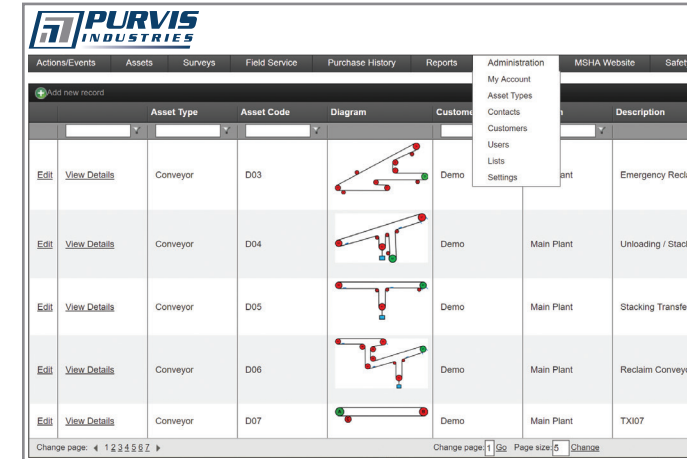 PURVIS
INDUSTRIES
Actions/Events Assets Surveys Field Service Purchase History Reports Administration MSHA Website Safety
My Account
Asset Types
Contacts
Customers
Users
Lists
Settings
Add new record
Asset Type Asset Code Diagram Custome Description
Edit View Details Conveyor D03 Demo ant Emergency Recla
Edit View Details Conveyor D04 Demo Main Plant Unloading / Stac
Edit View Details Conveyor D05 Demo Main Plant Stacking Transfe
Edit View Details Conveyor D06 Demo Main Plant Reclaim Conveyo
Edit View Details Conveyor D07 Demo Main Plant TXI07
Change page: 1 2 3 4 5 6 7 Change page: 1 Go Page size: 5 Change